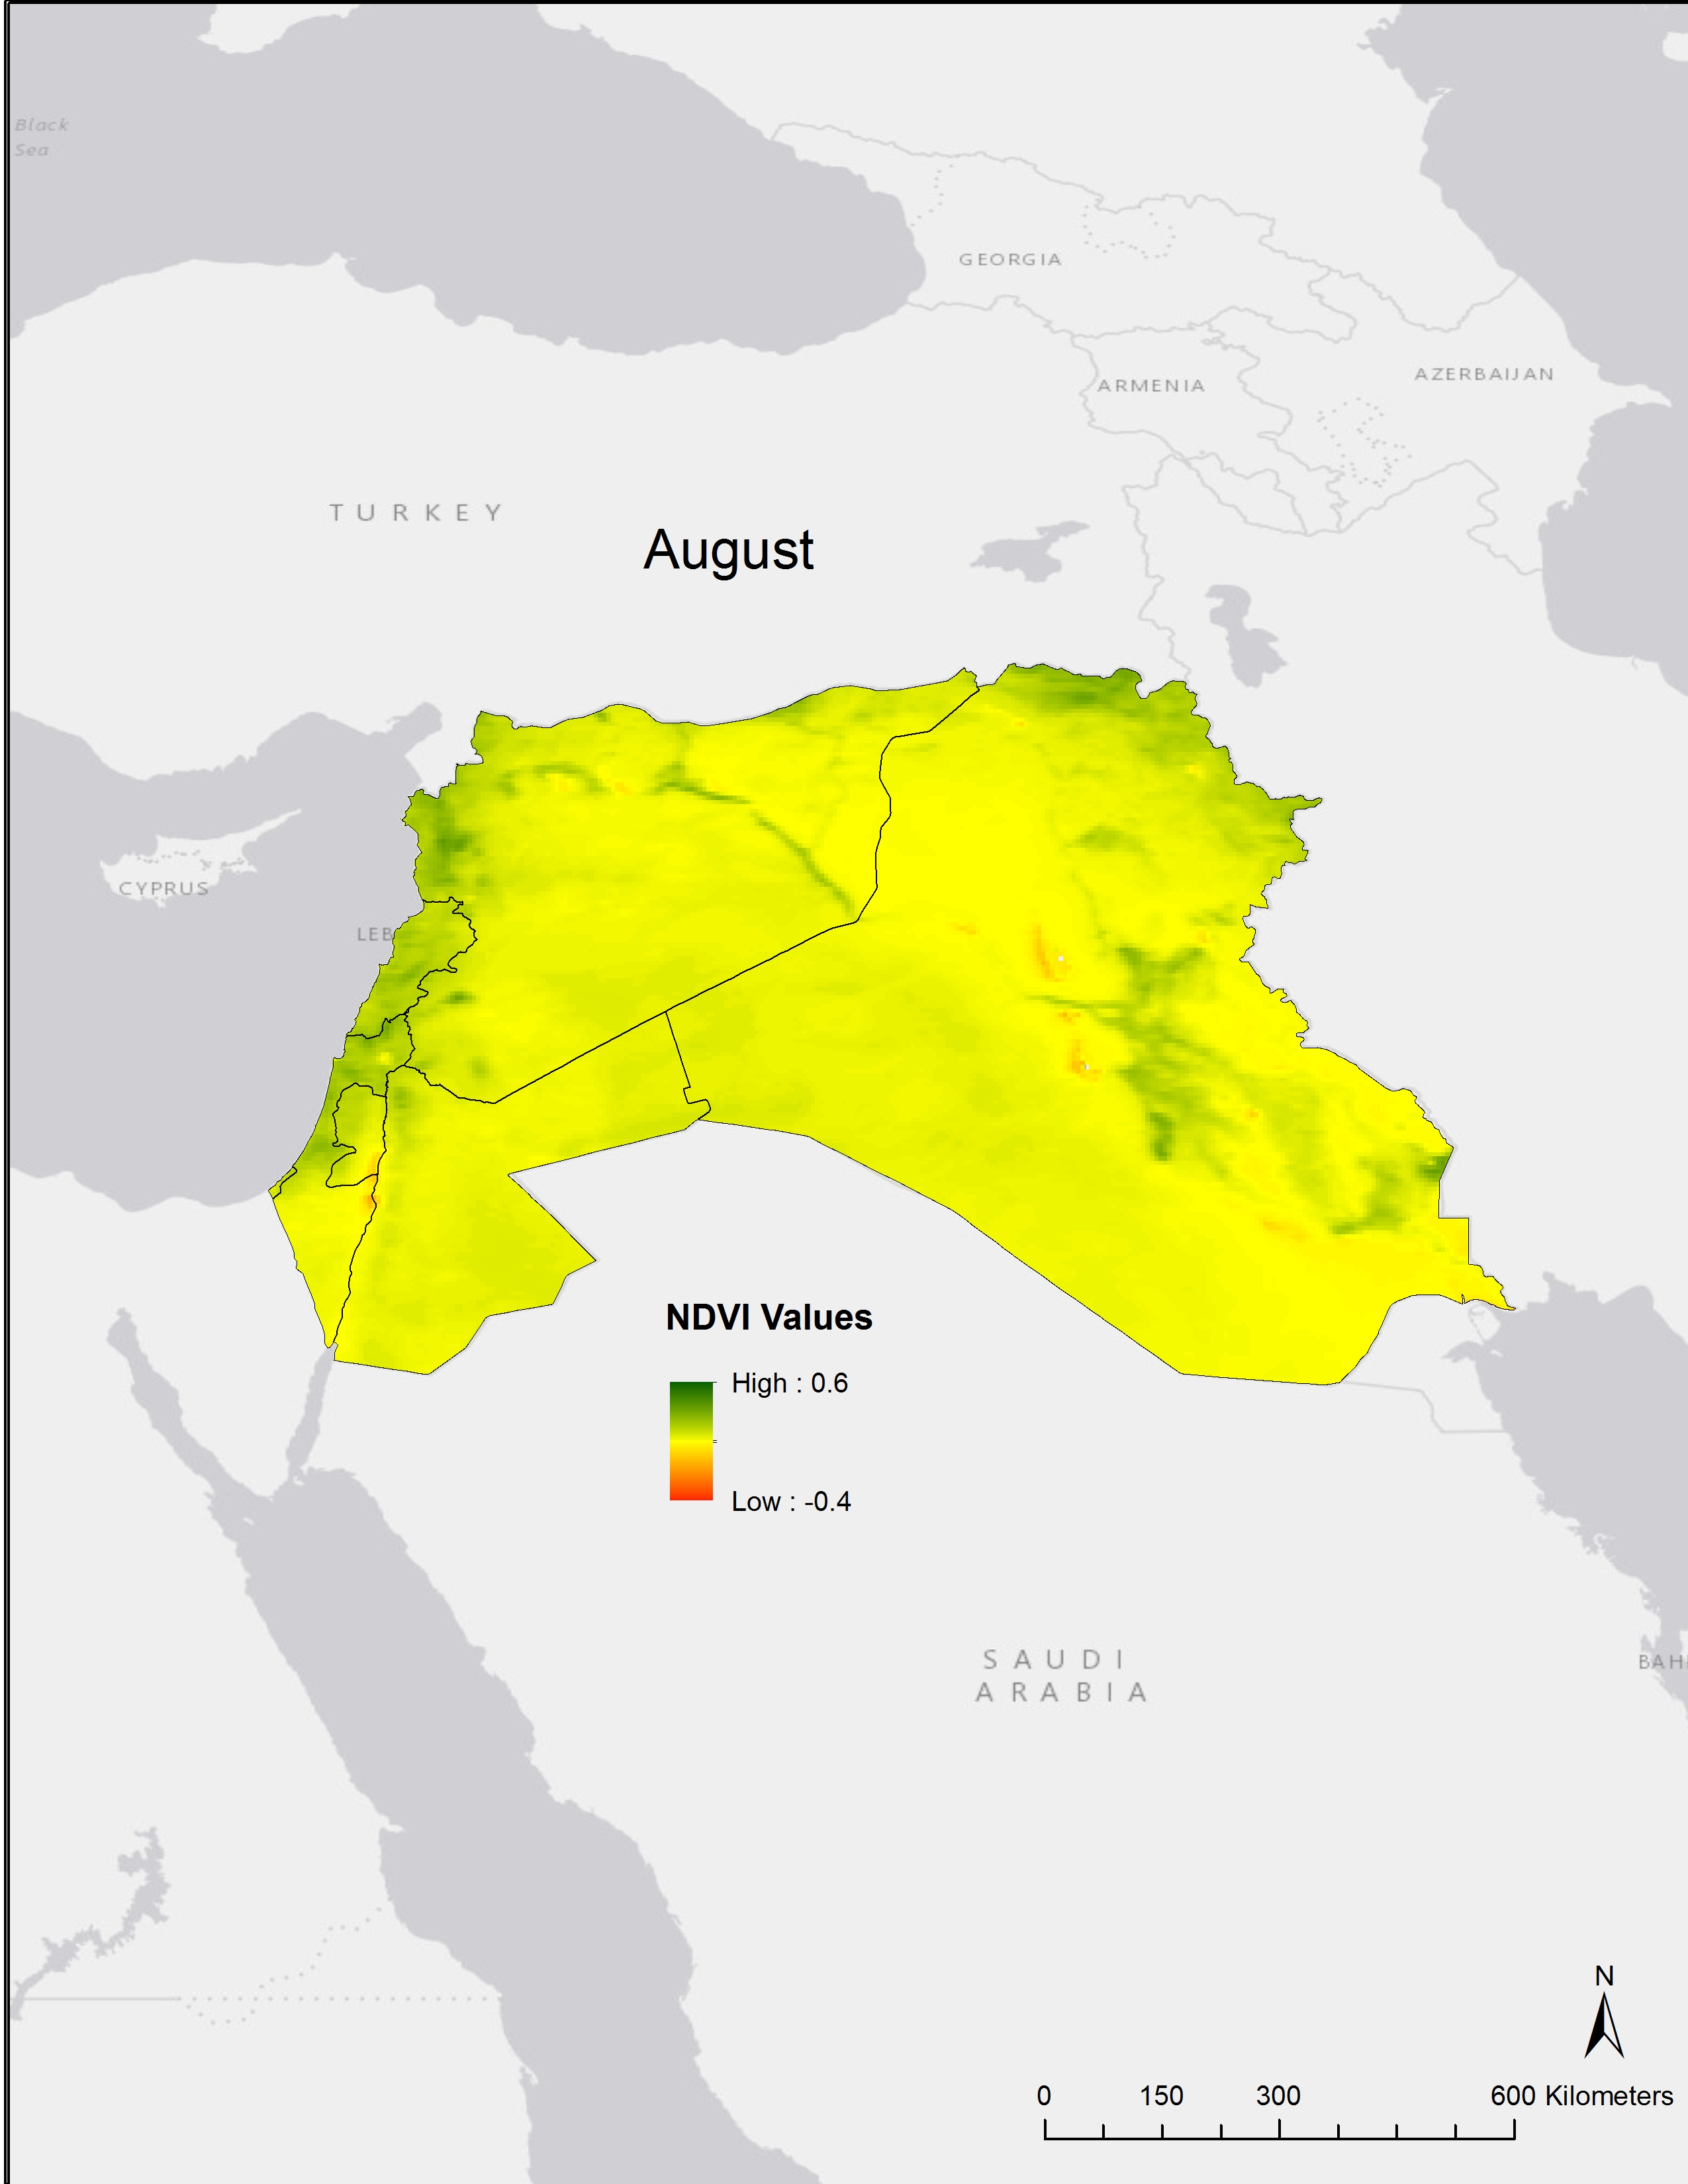 Black
Sea
GEORGIA
ARMENIA
AZERBAIJAN
TURKEY
August
CYPRUS
LEB
NDVI Values
High : 0.6
Low : -0.4
SAUDI
ARABIA
BAH
N
0 150 300 600 Kilometers